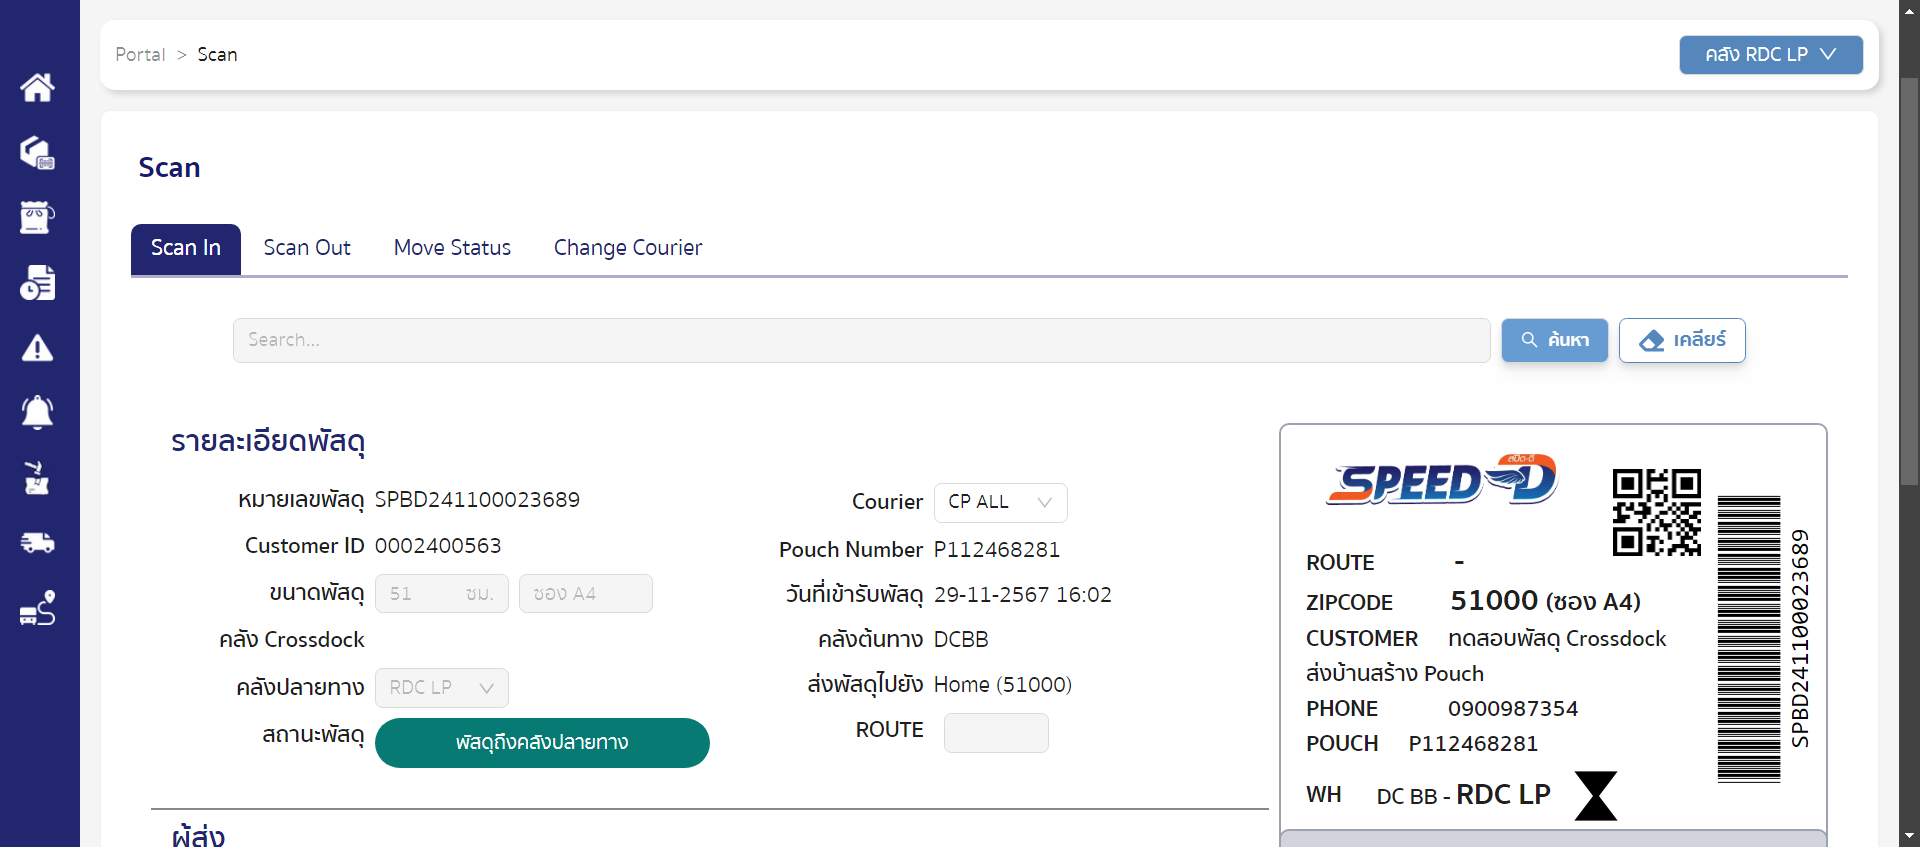 Portal > Scan
คลัง RDC LP
Scan
Scan In
Scan Out
Move Status
Change Courier
Search...
ค้นหา
เคลียร์
รายละเอียดพัสดุ
หมายเลขพัสดุ SPBD241100023689
Customer ID 0002400563
ขนาดพัสดุ 51 ซม. ซอง A4
คลัง Crossdock
คลังปลายทาง RDC LP
สถานะพัสดุ พัสดุถึงคลังปลายทาง
Courier CP ALL
Pouch Number P112468281
วันที่เข้ารับพัสดุ 29-11-2567 16:02
คลังต้นทาง DCBB
ส่งพัสดุไปยัง Home (51000)
ROUTE
ผู้ส่ง
สปีด-ดี
SPEED-D
ROUTE -
ZIPCODE 51000 (ซอง A4)
CUSTOMER ทดสอบพัสดุ Crossdock
ส่งบ้านสร้าง Pouch
PHONE 0900987354
POUCH P112468281
WH DC BB - RDC LP
SPBD241100023689